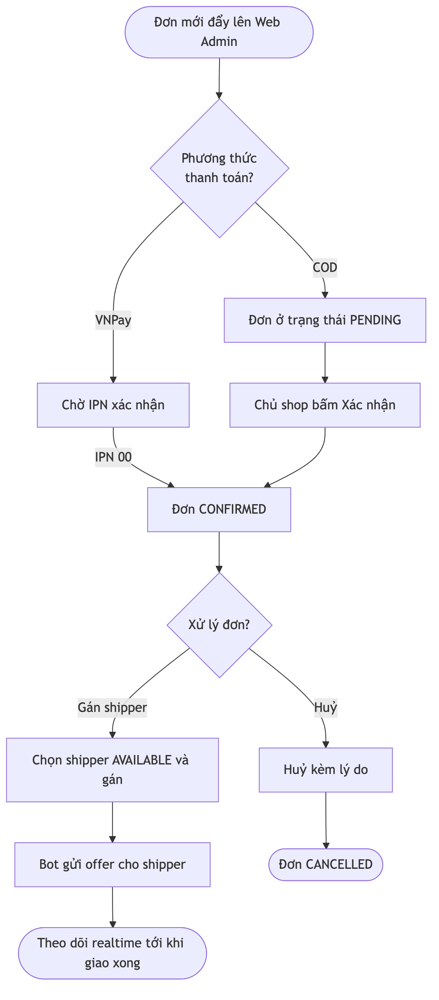 Đơn mới đẩy lên Web
Admin
Phương thức
thanh toán?
COD
VNPay
Đơn ở trạng thái PENDING
Chờ IPN xác nhận
Chủ shop bấm Xác nhận
IPN 00
Đơn CONFIRMED
Xử lý đơn?
Gán shipper
Huỷ
Chọn shipper AVAILABLE và
gán
Huỷ kèm lý do
Bot gửi offer cho shipper
Đơn CANCELLED
Theo dõi realtime tới khi
giao xong